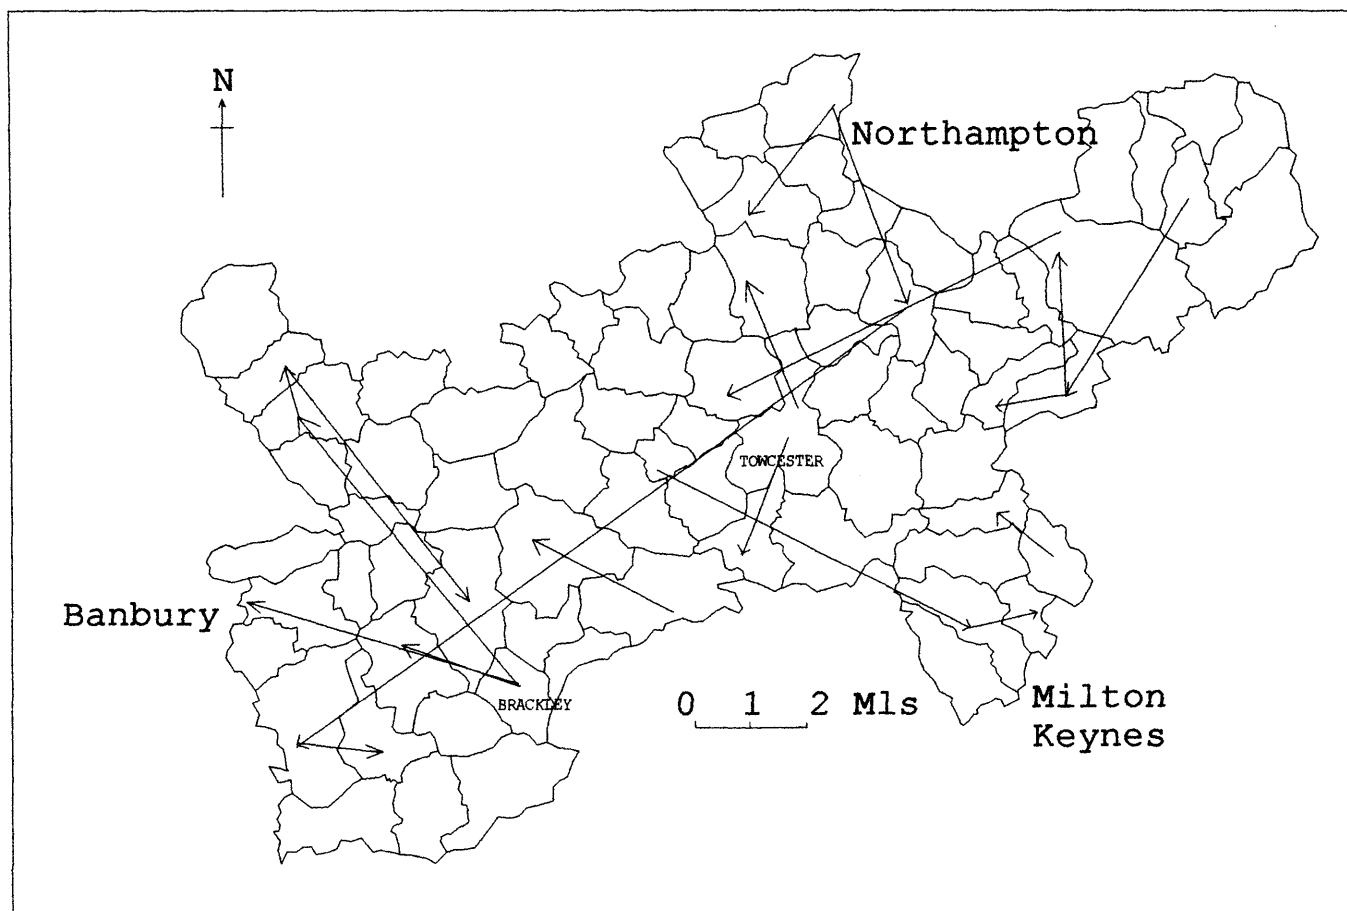 N
Northampton
TOWCESTER
Banbury
BRACKLEY
0 1 2 Mls
Milton
Keynes